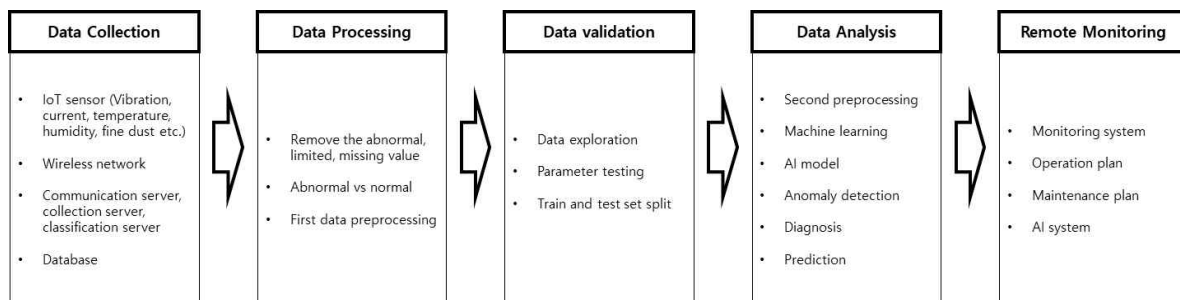 Data Collection
IoT sensor (Vibration,
current, temperature,
humidity, fine dust etc.)
Wireless network
Communication server,
collection server,
classification server
Database
Data Processing
Remove the abnormal,
limited, missing value
Abnormal vs normal
First data preprocessing
Data validation
Data exploration
Parameter testing
Train and test set split
Data Analysis
Second preprocessing
Machine learning
AI model
Anomaly detection
Diagnosis
Prediction
Remote Monitoring
Monitoring system
Operation plan
Maintenance plan
AI system